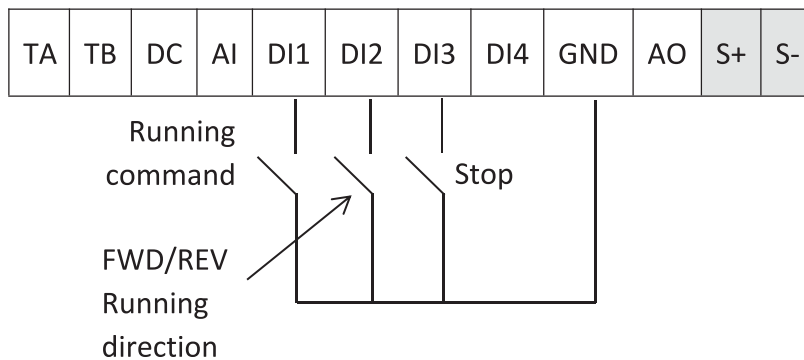 TA TB DC AI DI1 DI2 DI3 DI4 GND AO S+ S-
Running
command
Stop
FWD/REV
Running
direction